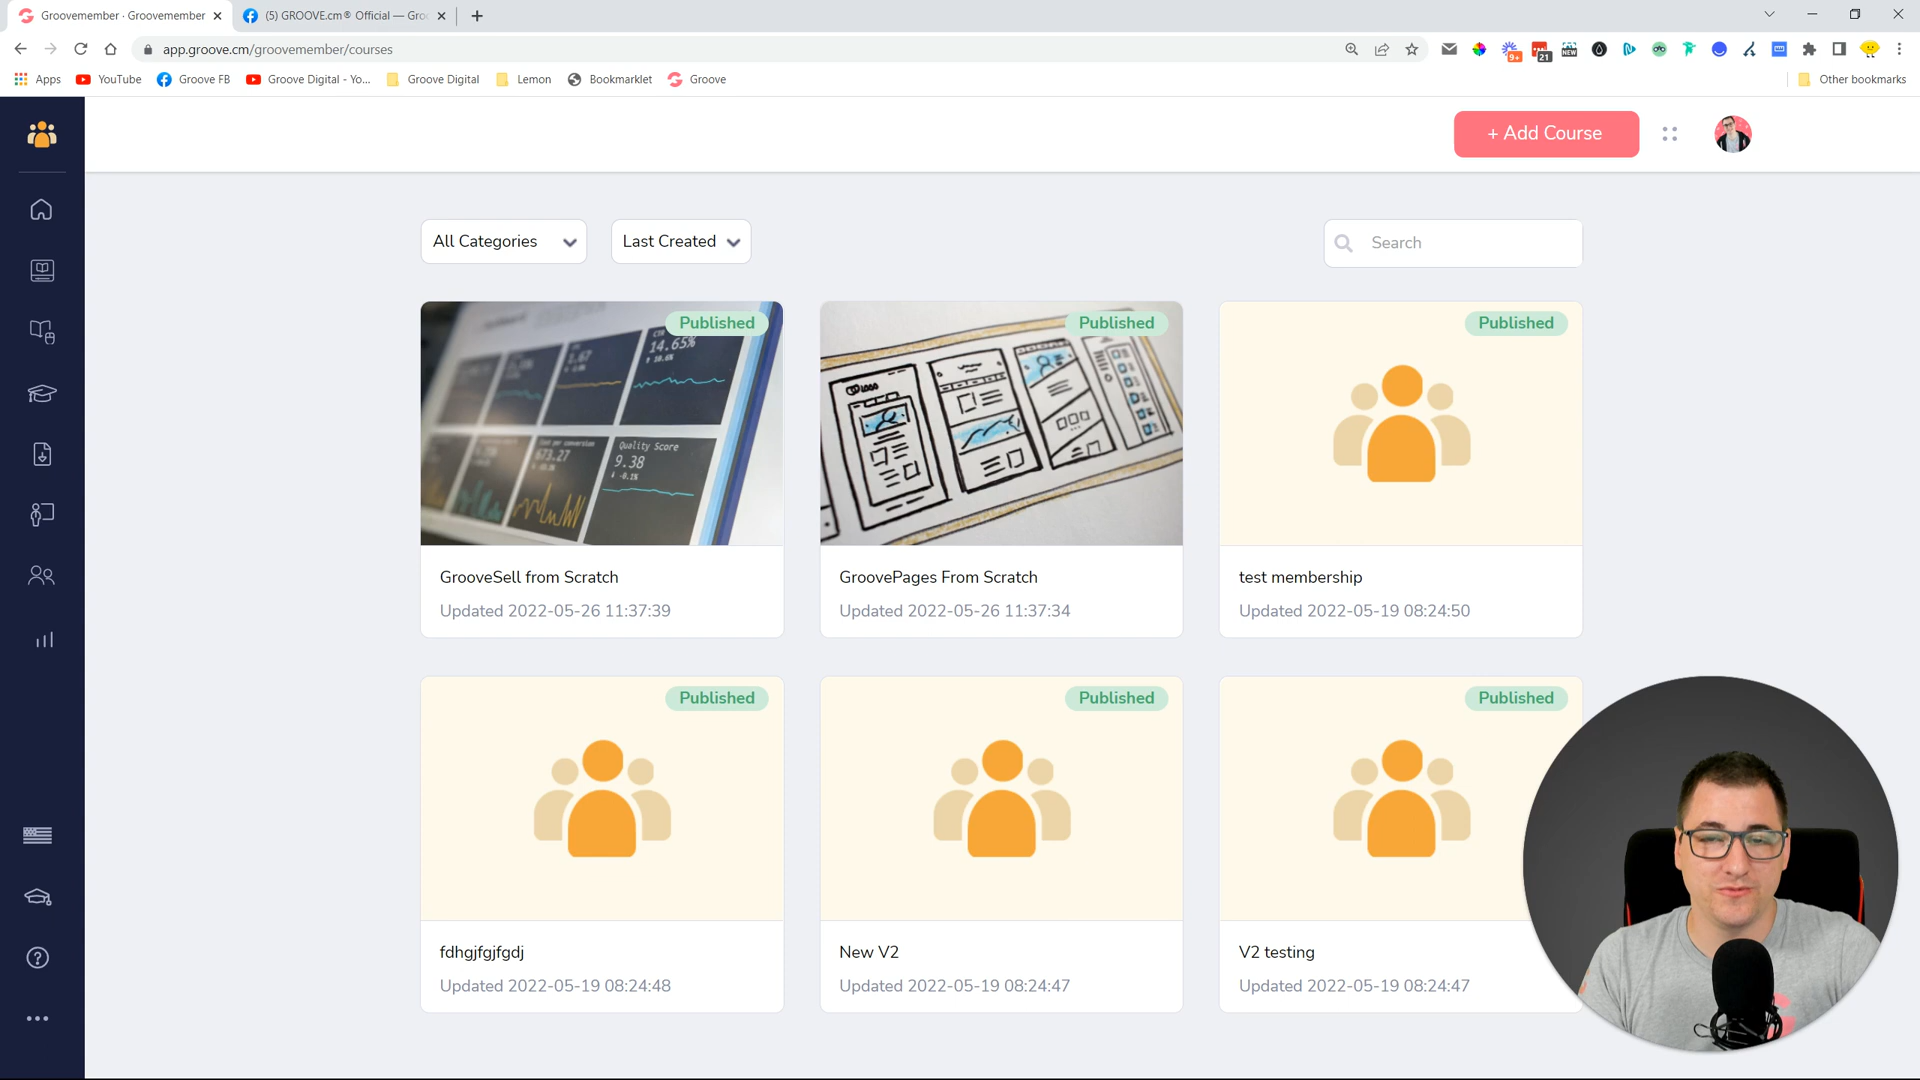 Groovemember · Groovemember
(5) GROOVE.cm® Official — Gro
app.groove.cm/groovemember/courses
9+
21
NEW
Apps
YouTube
Groove FB
Groove Digital - Yo...
Groove Digital
Lemon
Bookmarklet
Groove
Other bookmarks
+ Add Course
All Categories
Last Created
Search
Published
Published
Published
14.65%
Quality Score
9.38
673.27
GrooveSell from Scratch
GroovePages From Scratch
test membership
Updated 2022-05-26 11:37:39
Updated 2022-05-26 11:37:34
Updated 2022-05-19 08:24:50
Published
Published
Published
fdhgjfgjfgdj
New V2
V2 testing
Updated 2022-05-19 08:24:48
Updated 2022-05-19 08:24:47
Updated 2022-05-19 08:24:47